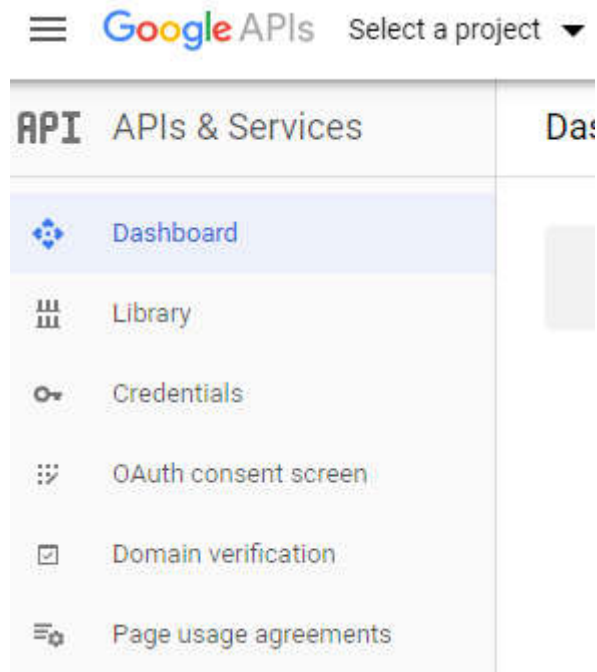 Google APIs Select a project
API APIs & Services
Das
Dashboard
Library
Credentials
OAuth consent screen
Domain verification
Page usage agreements